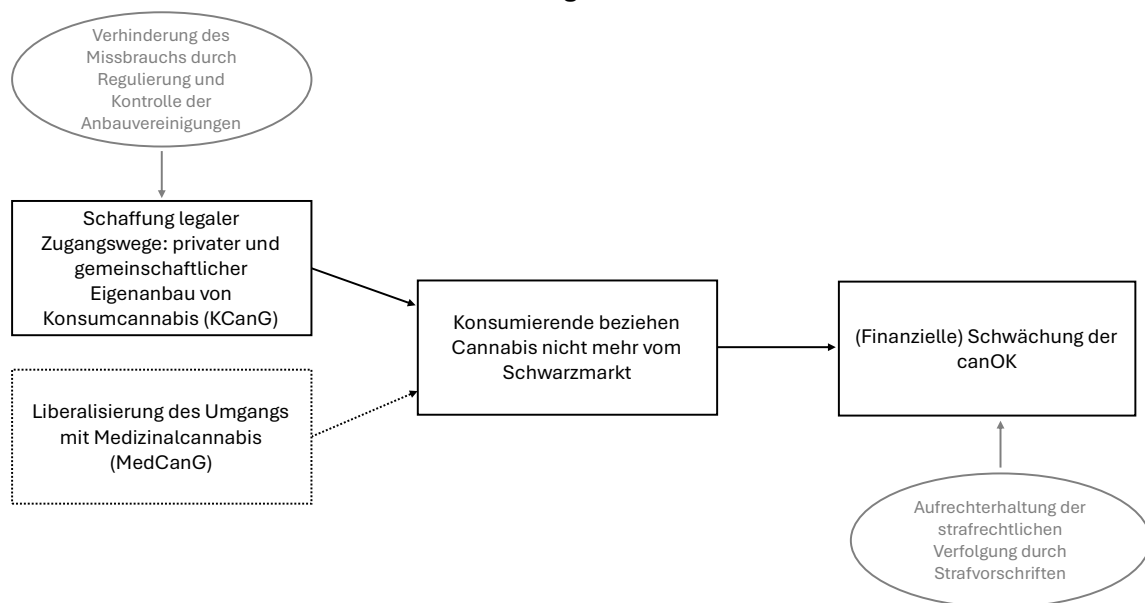 Verhinderung des
Missbrauchs durch
Regulierung und
Kontrolle der
Anbauvereinigungen
Schaffung legaler
Zugangswege: privater und
gemeinschaftlicher
Eigenanbau von
Konsumcannabis (KCanG)
Liberalisierung des Umgangs
mit Medizinalcannabis
(MedCanG)
Konsumierende beziehen
Cannabis nicht mehr vom
Schwarzmarkt
(Finanzielle) Schwächung der
canOK
Aufrechterhaltung der
strafrechtlichen
Verfolgung durch
Strafvorschriften